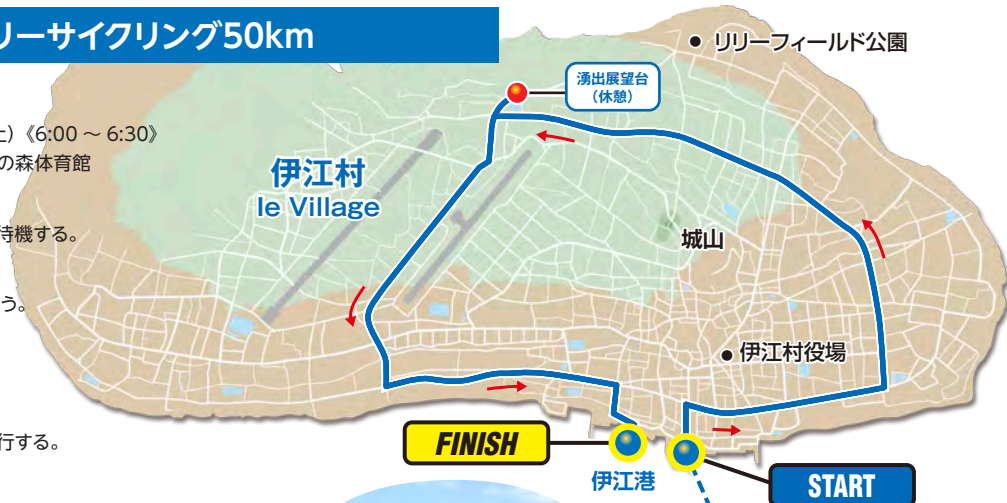 リーサイクリング50km
リリーフィールド公園
湧出展望台
(休憩)
土)《6:00 ~ 6:30》
の森体育館
伊江村
Ie Village
待機する。
城山
う。
伊江村役場
行する。
FINISH
伊江港
START